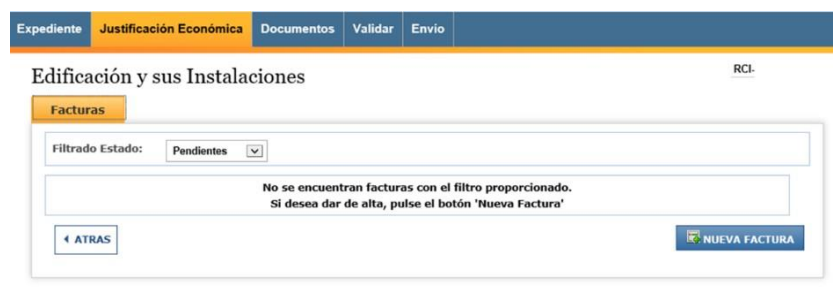 Expediente Justificación Económica Documentos Validar Envio
Edificación y sus Instalaciones RCI-
Facturas
Filtrado Estado: Pendientes
No se encuentran facturas con el filtro proporcionado.
Si desea dar de alta, pulse el botón 'Nueva Factura'
ATRAS NUEVA FACTURA